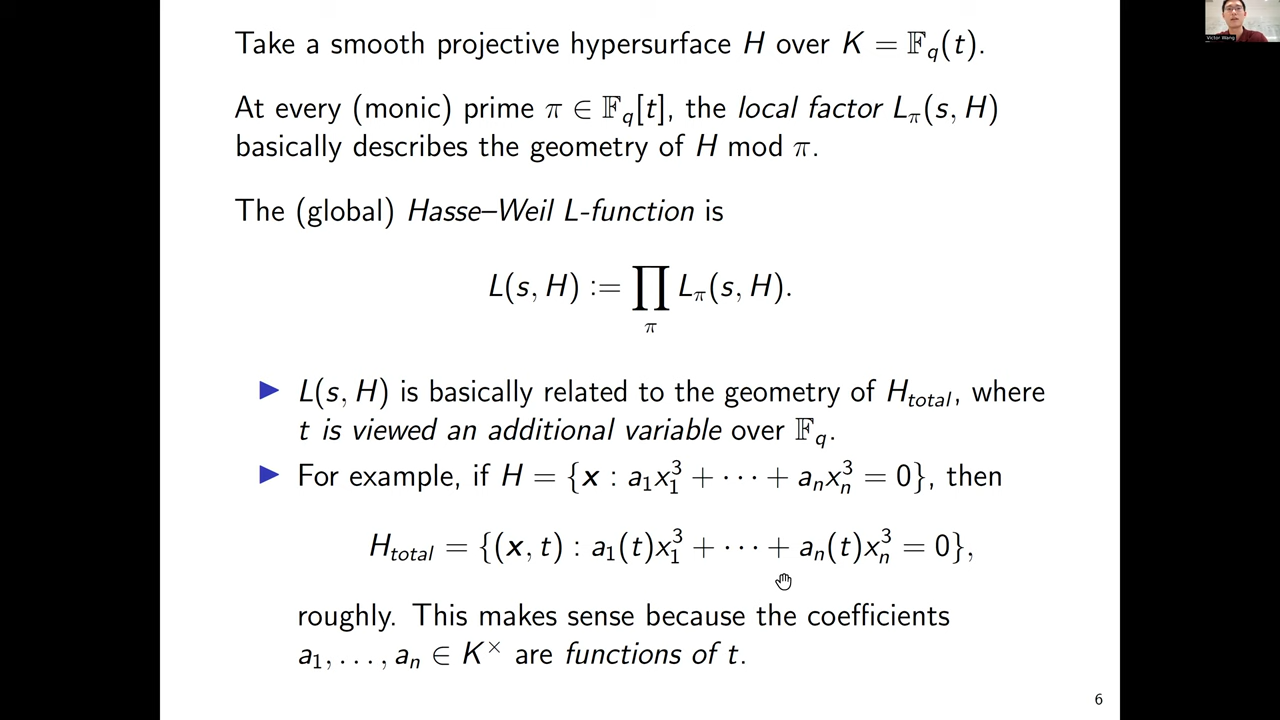 Take a smooth projective hypersurface H over K = 𝔽_q(t).
At every (monic) prime π ∈ 𝔽_q[t], the local factor L_π(s, H)
basically describes the geometry of H mod π.
The (global) Hasse–Weil L-function is
L(s, H) := ∏_π L_π(s, H).
▶ L(s, H) is basically related to the geometry of H_total, where
t is viewed an additional variable over 𝔽_q.
▶ For example, if H = {x : a_1x_1^3 + ⋯ + a_nx_n^3 = 0}, then
H_total = {(x, t) : a_1(t)x_1^3 + ⋯ + a_n(t)x_n^3 = 0},
roughly. This makes sense because the coefficients
a_1, . . . , a_n ∈ K^× are functions of t.
6
Victor Wang